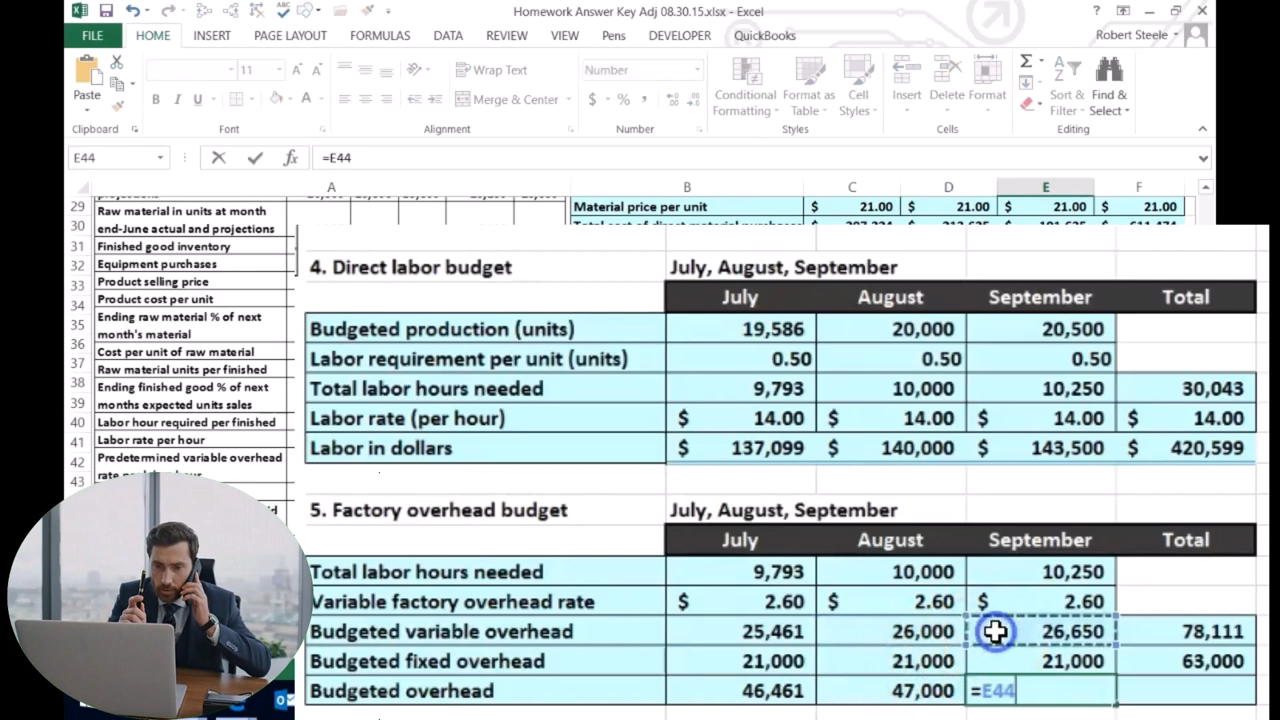 Homework Answer Key Adj 08.30.15.xlsx - Excel
FILE HOME INSERT PAGE LAYOUT FORMULAS DATA REVIEW VIEW Pens DEVELOPER QuickBooks Robert Steele
Paste 11 Wrap Text Number Conditional Formatting Format as Table Cell Styles Insert Delete Format Sort & Filter Find & Select
Merge & Center $ %
Clipboard Font Alignment Number Styles Cells Editing
E44 fx =E44
A B C D E F
29 Material price per unit $ 21.00 $ 21.00 $ 21.00 $ 21.00
Raw material in units at month
30 end-June actual and projections
31 Finished good inventory
32 Equipment purchases
33 Product selling price
34 Product cost per unit
35 Ending raw material % of next
month's material
36 Cost per unit of raw material
37 Raw material units per finished
38 Ending finished good % of next
39 months expected units sales
40 Labor hour required per finished
41 Labor rate per hour
42 Predetermined variable overhead
43
4. Direct labor budget July, August, September
July August September Total
Budgeted production (units) 19,586 20,000 20,500
Labor requirement per unit (units) 0.50 0.50 0.50
Total labor hours needed 9,793 10,000 10,250 30,043
Labor rate (per hour) $ 14.00 $ 14.00 $ 14.00 $ 14.00
Labor in dollars $ 137,099 $ 140,000 $ 143,500 $ 420,599
5. Factory overhead budget July, August, September
July August September Total
Total labor hours needed 9,793 10,000 10,250
Variable factory overhead rate $ 2.60 $ 2.60 $ 2.60
Budgeted variable overhead 25,461 26,000 26,650 78,111
Budgeted fixed overhead 21,000 21,000 21,000 63,000
Budgeted overhead 46,461 47,000 =E44